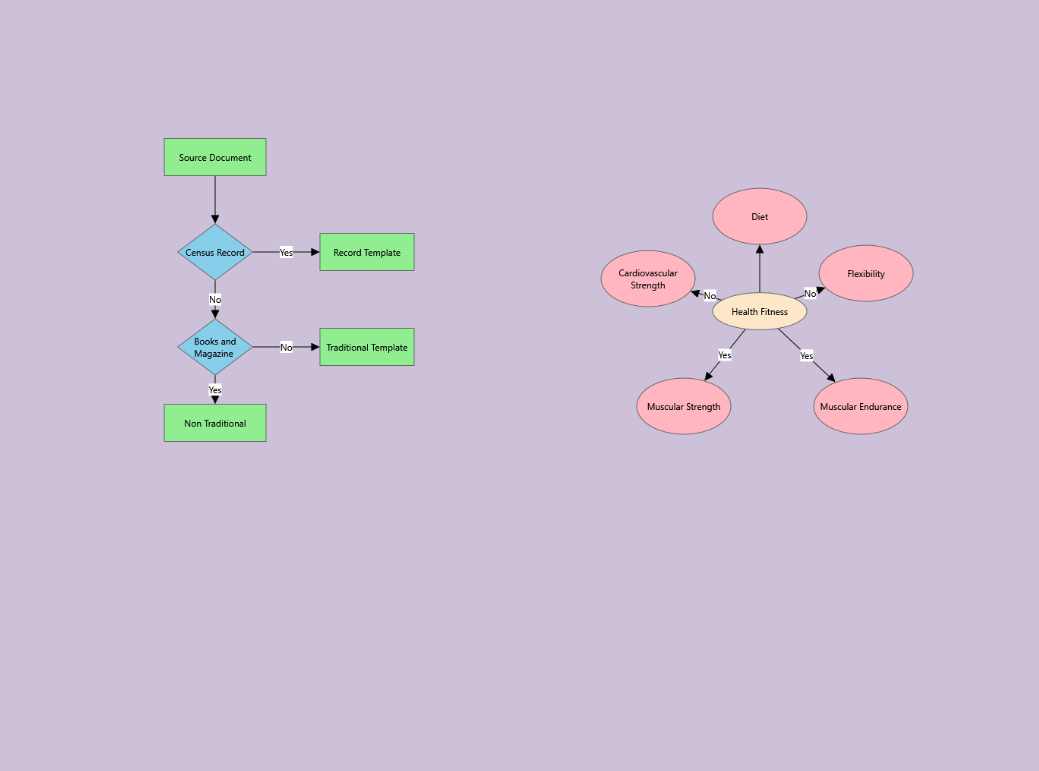 Source Document
Census Record
Yes
Record Template
No
Books and
Magazine
No
Traditional Template
Yes
Non Traditional
Diet
Cardiovascular
Strength
Flexibility
No
No
Health Fitness
Yes
Yes
Muscular Strength
Muscular Endurance